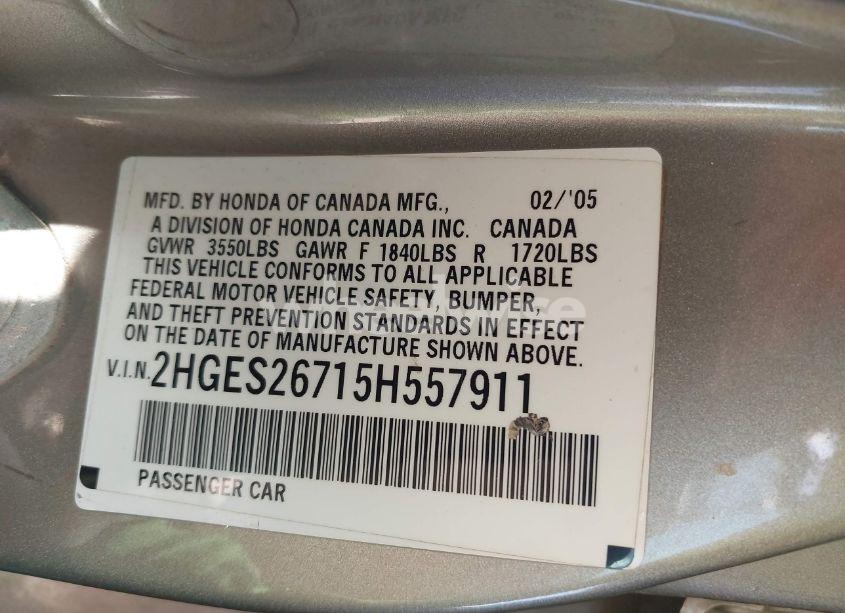 MFD. BY HONDA OF CANADA MFG., 02/'05
A DIVISION OF HONDA CANADA INC. CANADA
GVWR 3550LBS GAWR F 1840LBS R 1720LBS
THIS VEHICLE CONFORMS TO ALL APPLICABLE
FEDERAL MOTOR VEHICLE SAFETY, BUMPER,
AND THEFT PREVENTION STANDARDS IN EFFECT
ON THE DATE OF MANUFACTURE SHOWN ABOVE.
V.I.N. 2HGES26715H557911
PASSENGER CAR